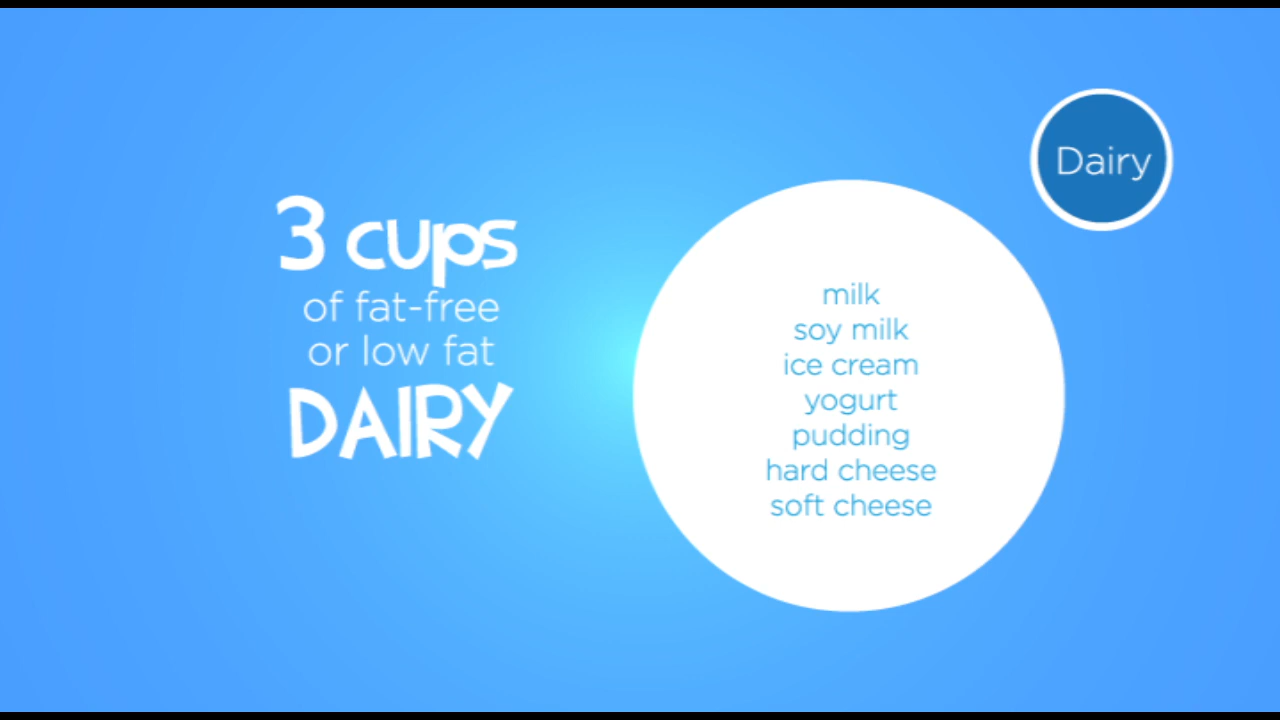 3 cups
of fat-free
or low fat
DAIRY
milk
soy milk
ice cream
yogurt
pudding
hard cheese
soft cheese
Dairy